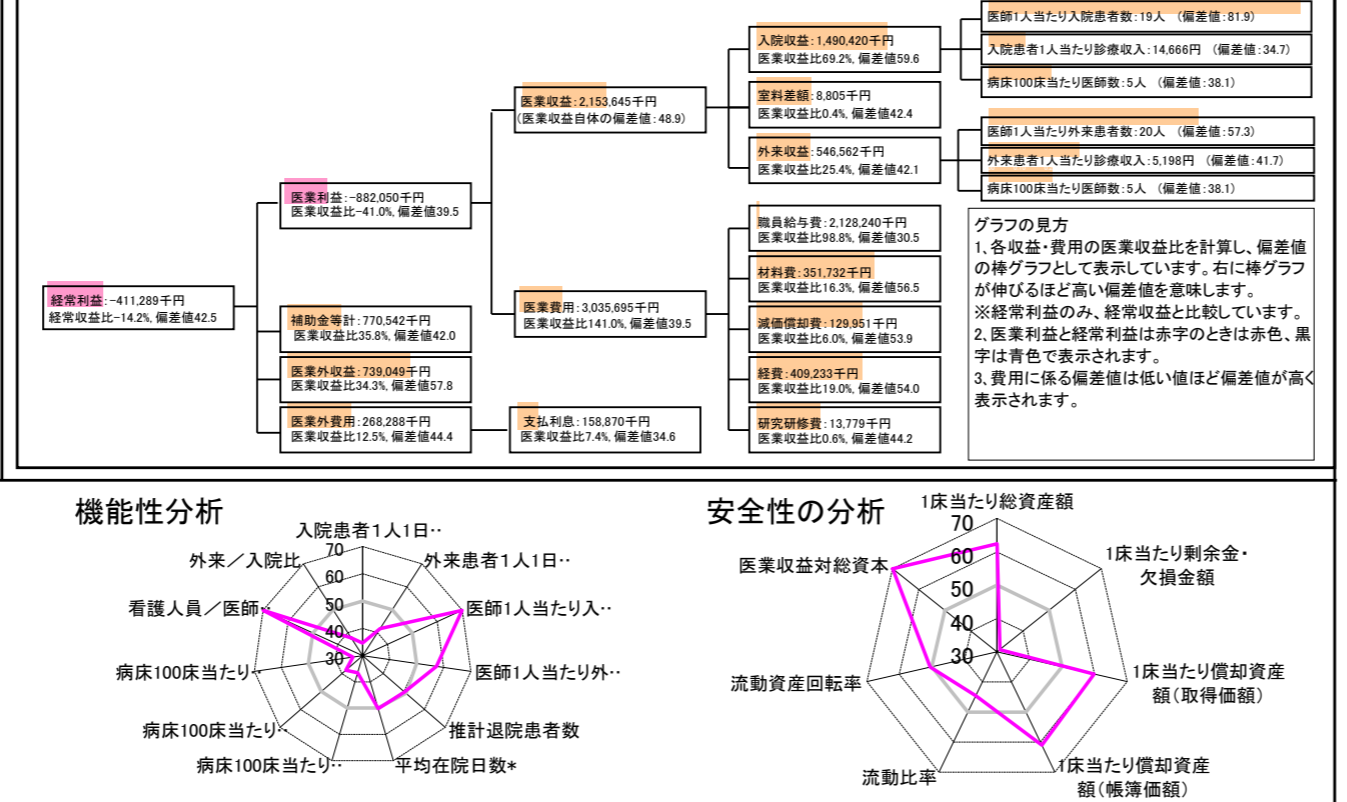 医師1人当たり入院患者数:19人 (偏差値:81.9)
入院収益:1,490,420千円
医業収益比69.2%, 偏差値59.6
入院患者1人当たり診療収入:14,666円 (偏差値:34.7)
病床100床当たり医師数:5人 (偏差値:38.1)
医業収益:2,153,645千円
(医業収益自体の偏差値:48.9)
室料差額:8,805千円
医業収益比0.4%, 偏差値42.4
医師1人当たり外来患者数:20人 (偏差値:57.3)
外来収益:546,562千円
医業収益比25.4%, 偏差値42.1
外来患者1人当たり診療収入:5,198円 (偏差値:41.7)
病床100床当たり医師数:5人 (偏差値:38.1)
医業利益:-882,050千円
医業収益比-41.0%, 偏差値39.5
職員給与費:2,128,240千円
医業収益比98.8%, 偏差値30.5
材料費:351,732千円
医業収益比16.3%, 偏差値56.5
経常利益:-411,289千円
経常収益比-14.2%, 偏差値42.5
補助金等計:770,542千円
医業収益比35.8%, 偏差値42.0
医業費用:3,035,695千円
医業収益比141.0%, 偏差値39.5
減価償却費:129,951千円
医業収益比6.0%, 偏差値53.9
医業外収益:739,049千円
医業収益比34.3%, 偏差値57.8
経費:409,233千円
医業収益比19.0%, 偏差値54.0
医業外費用:268,288千円
医業収益比12.5%, 偏差値44.4
支払利息:158,870千円
医業収益比7.4%, 偏差値34.6
研究研修費:13,779千円
医業収益比0.6%, 偏差値44.2
グラフの見方
1、各収益・費用の医業収益比を計算し、偏差値
の棒グラフとして表示しています。右に棒グラフ
が伸びるほど高い偏差値を意味します。
※経常利益のみ、経常収益と比較しています。
2、医業利益と経常利益は赤字のときは赤色、黒
字は青色で表示されます。
3、費用に係る偏差値は低い値ほど偏差値が高く
表示されます。
機能性分析
入院患者1人1日‥
外来患者1人1日‥
医師1人当たり入‥
医師1人当たり外‥
推計退院患者数
平均在院日数*
病床100床当たり‥
病床100床当たり‥
病床100床当たり‥
看護人員/医師‥
外来/入院比
70
60
50
40
30
安全性の分析
1床当たり総資産額
1床当たり剰余金・
欠損金額
1床当たり償却資産
額(取得価額)
1床当たり償却資産
額(帳簿価額)
流動比率
流動資産回転率
医業収益対総資本
70
60
50
40
30